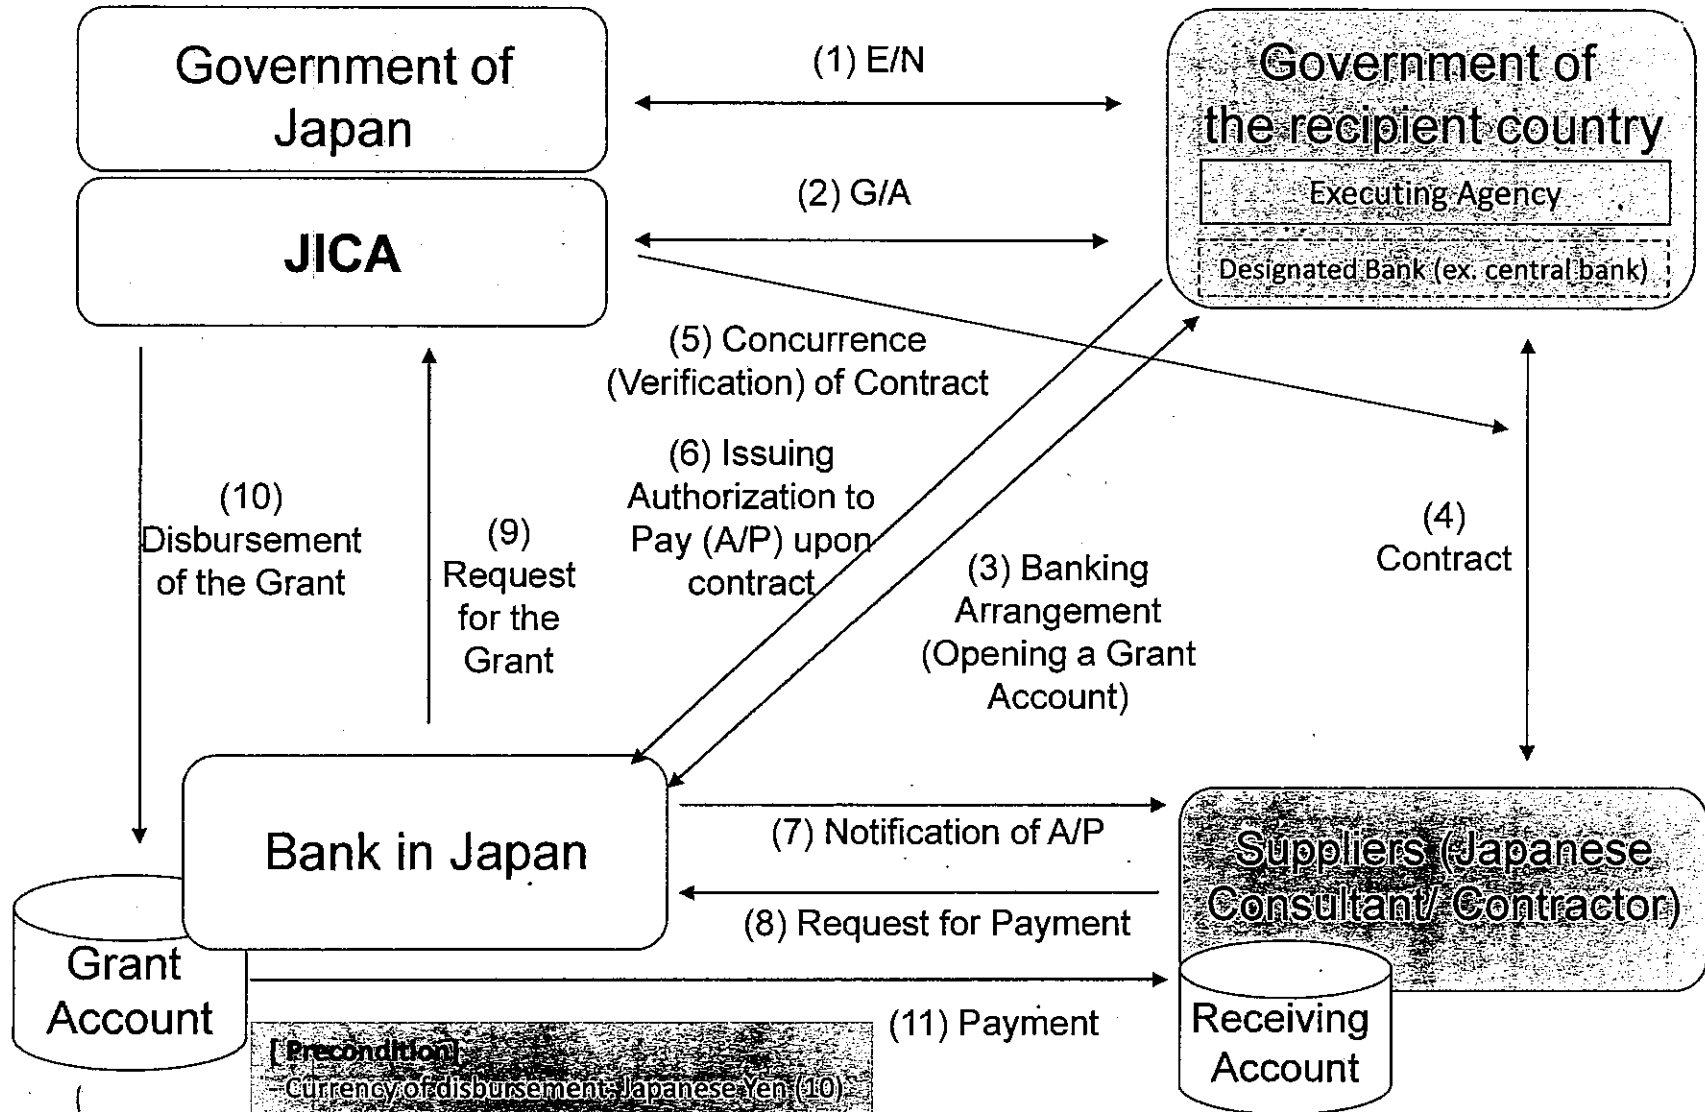 Government of
Japan
(1) E/N
Government of
the recipient country
Executing Agency
Designated Bank (ex. central bank)
(2) G/A
JICA
(5) Concurrence
(Verification) of Contract
(6) Issuing
Authorization to
Pay (A/P) upon
contract
(10)
Disbursement
of the Grant
(9)
Request
for the
Grant
(3) Banking
Arrangement
(Opening a Grant
Account)
(4)
Contract
Bank in Japan
(7) Notification of A/P
(8) Request for Payment
Suppliers (Japanese
Consultant/ Contractor)
Grant
Account
(11) Payment
Receiving
Account
[Precondition]
- Currency of disbursement: Japanese Yen (10)